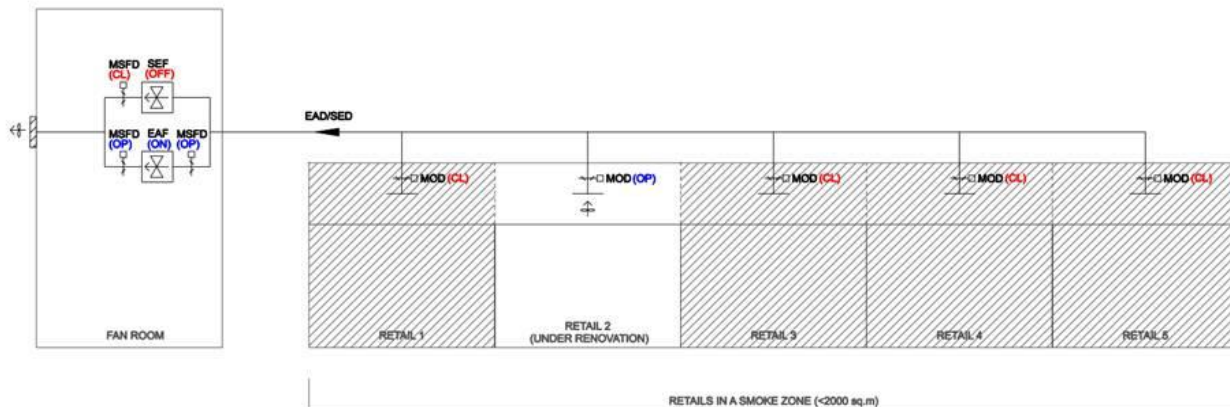 MSFD SEF
(CL) (OFF)
EAD/SED
MSFD EAF MSFD
(OP) (ON) (OP)
MOD (CL)
MOD (OP)
MOD (CL)
MOD (CL)
MOD (CL)
FAN ROOM
RETAIL 1
RETAIL 2
(UNDER RENOVATION)
RETAIL 3
RETAIL 4
RETAIL 5
RETAILS IN A SMOKE ZONE (<2000 sq.m)